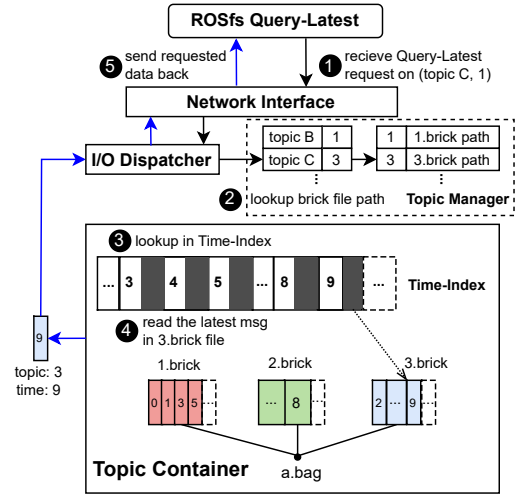 ROSfs Query-Latest
5 send requested
data back
1 recieve Query-Latest
request on (topic C, 1)
Network Interface
I/O Dispatcher
topic B 1
topic C 3
⋮
1 1.brick path
3 3.brick path
⋮
2 lookup brick file path
Topic Manager
3 lookup in Time-Index
... 3 4 5 ... 8 9 ...
Time-Index
4 read the latest msg
in 3.brick file
9
topic: 3
time: 9
1.brick
2.brick
3.brick
0 1 3 5 ...
... 8 ...
2 ... 9 ...
Topic Container
a.bag